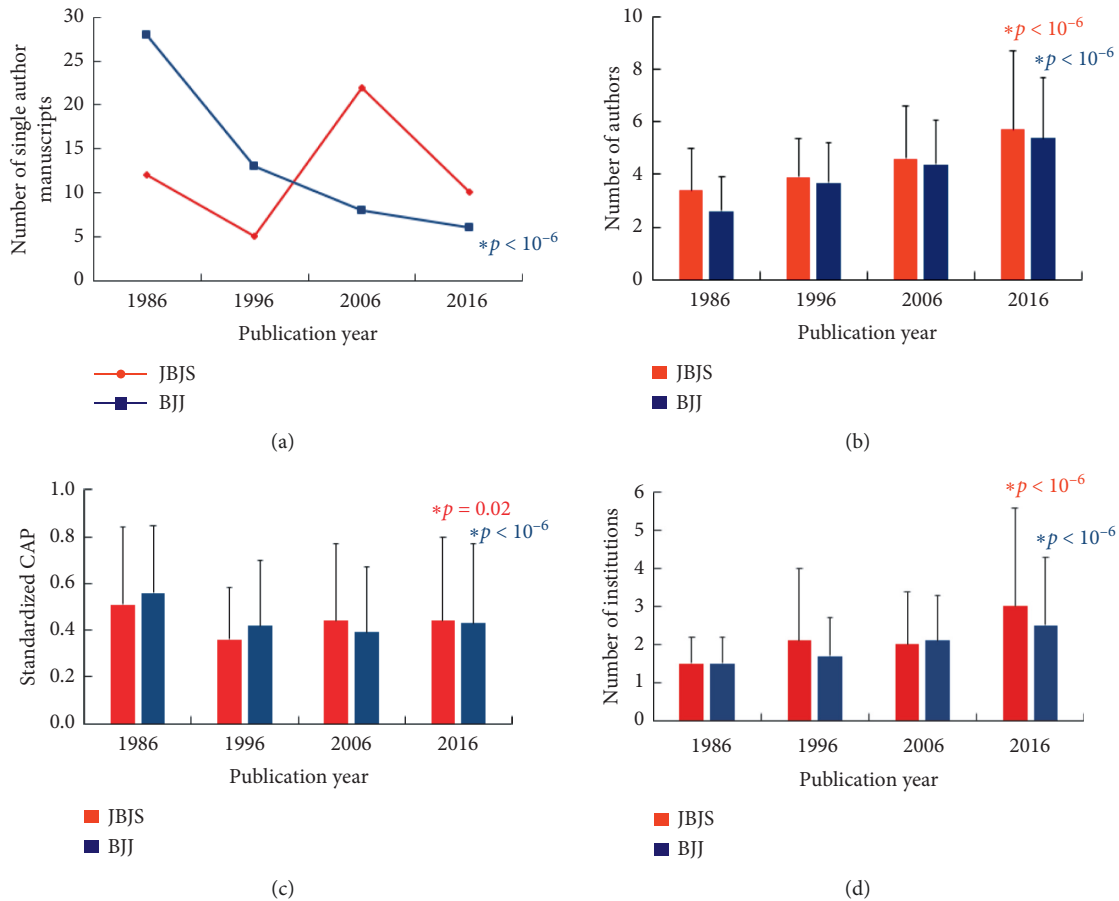 30
25
20
15
10
5
0
Number of single author
manuscripts
1986 1996 2006 2016
Publication year
∗p < 10⁻⁶
JBJS
BJJ
(a)
10
8
6
4
2
0
Number of authors
1986 1996 2006 2016
Publication year
∗p < 10⁻⁶
∗p < 10⁻⁶
JBJS
BJJ
(b)
1.0
0.8
0.6
0.4
0.2
0.0
Standardized CAP
1986 1996 2006 2016
Publication year
∗p = 0.02
∗p < 10⁻⁶
JBJS
BJJ
(c)
6
5
4
3
2
1
0
Number of institutions
1986 1996 2006 2016
Publication year
∗p < 10⁻⁶
∗p < 10⁻⁶
JBJS
BJJ
(d)